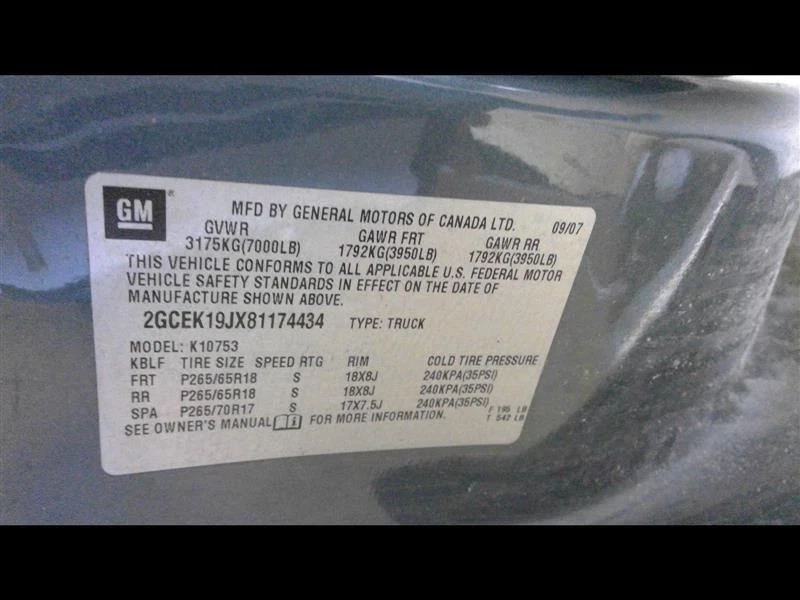 GM ® MFD BY GENERAL MOTORS OF CANADA LTD. 09/07
GVWR GAWR FRT GAWR RR
3175KG(7000LB) 1792KG(3950LB) 1792KG(3950LB)
THIS VEHICLE CONFORMS TO ALL APPLICABLE U.S. FEDERAL MOTOR
VEHICLE SAFETY STANDARDS IN EFFECT ON THE DATE OF
MANUFACTURE SHOWN ABOVE.
2GCEK19JX81174434 TYPE: TRUCK
MODEL: K10753
KBLF TIRE SIZE SPEED RTG RIM COLD TIRE PRESSURE
FRT P265/65R18 S 18X8J 240KPA(35PSI)
RR P265/65R18 S 18X8J 240KPA(35PSI)
SPA P265/70R17 S 17X7.5J 240KPA(35PSI) F 195 LB
SEE OWNER'S MANUAL i FOR MORE INFORMATION. T 542 LB